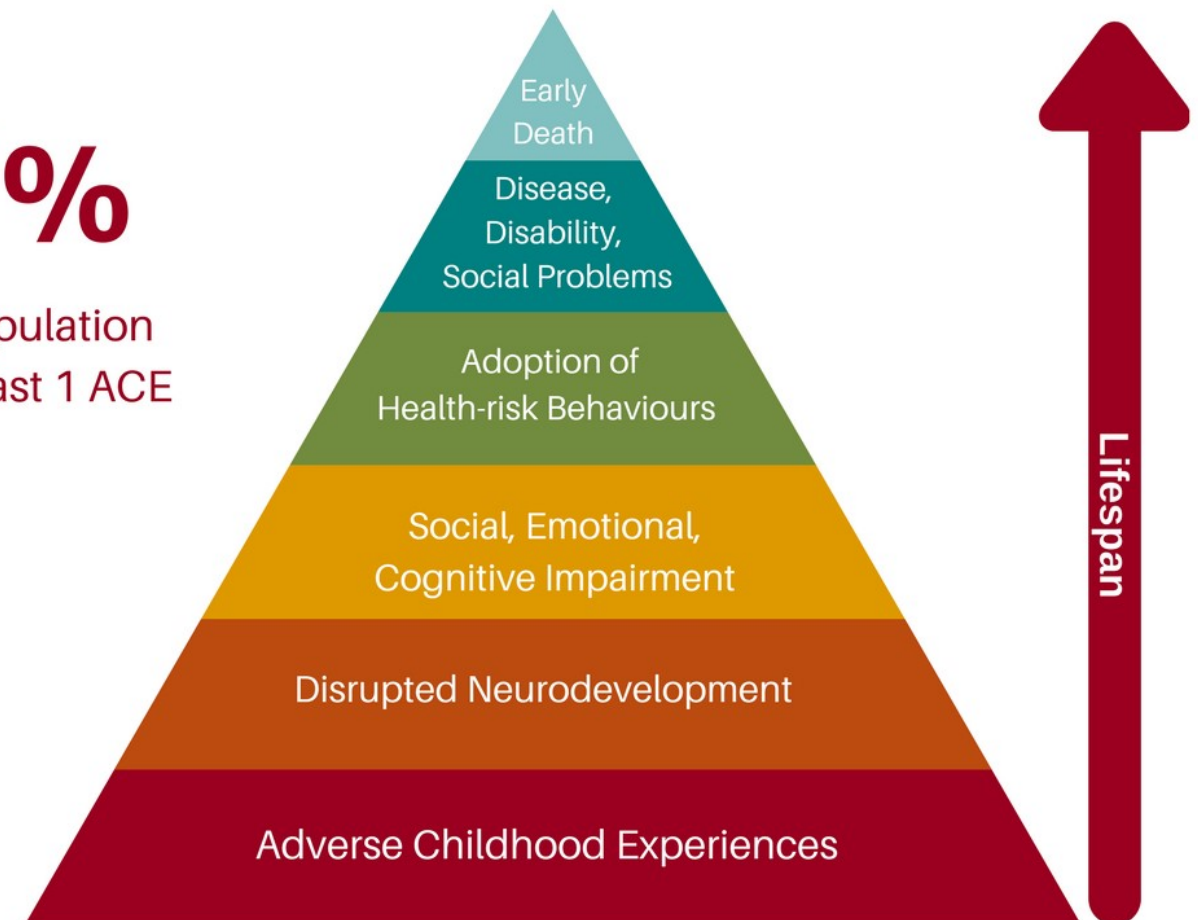 %
pulation
ast 1 ACE
Early
Death
Disease,
Disability,
Social Problems
Adoption of
Health-risk Behaviours
Social, Emotional,
Cognitive Impairment
Disrupted Neurodevelopment
Adverse Childhood Experiences
Lifespan